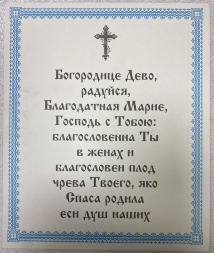 Богородице Дево,
радуйся,
Благодатная Марие,
Господь с Тобою:
благословенна Ты
в женах и
благословен плод
чрева Твоего, яко
Спаса родила
еси душ наших